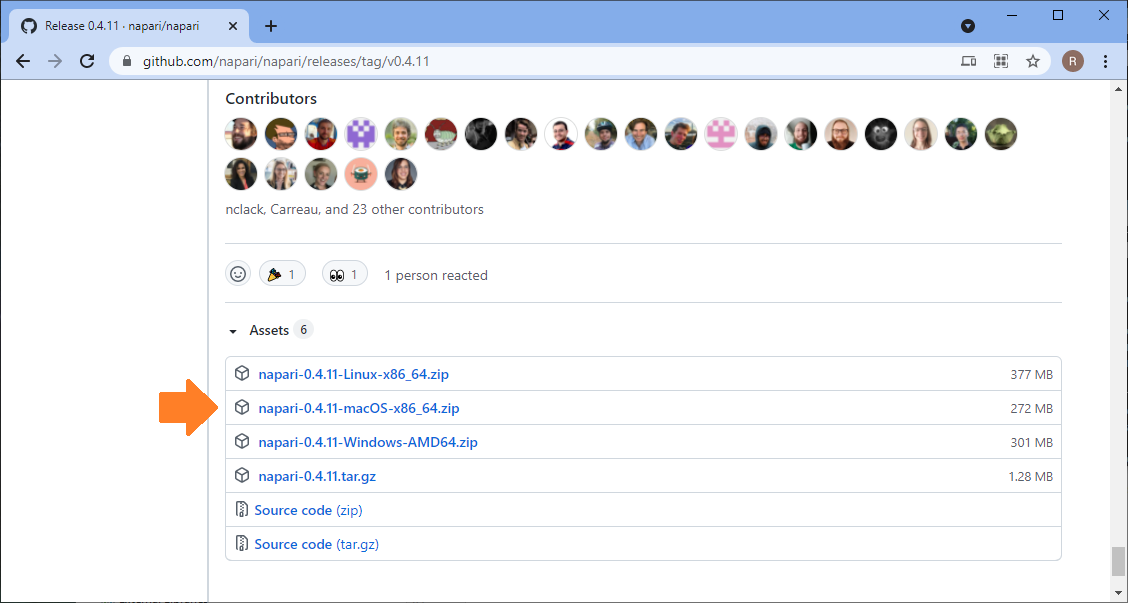 Release 0.4.11 · napari/napari
github.com/napari/napari/releases/tag/v0.4.11
R
Contributors
nclack, Carreau, and 23 other contributors
1
1
1 person reacted
Assets 6
napari-0.4.11-Linux-x86_64.zip 377 MB
napari-0.4.11-macOS-x86_64.zip 272 MB
napari-0.4.11-Windows-AMD64.zip 301 MB
napari-0.4.11.tar.gz 1.28 MB
Source code (zip)
Source code (tar.gz)